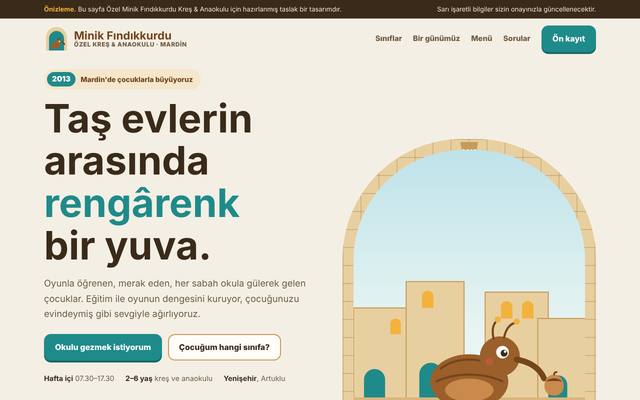 Önizleme. Bu sayfa Özel Minik Fındıkkurdu Kreş & Anaokulu için hazırlanmış taslak bir tasarımdır.
Sarı işaretli bilgiler sizin onayınızla güncellenecektir.
Minik Fındıkkurdu
ÖZEL KREŞ & ANAOKULU · MARDİN
Sınıflar
Bir günümüz
Menü
Sorular
Ön kayıt
2013 Mardin'de çocuklarla büyüyoruz
Taş evlerin
arasında
rengârenk
bir yuva.
Oyunla öğrenen, merak eden, her sabah okula gülerek gelen
çocuklar. Eğitim ile oyunun dengesini kuruyor, çocuğunuzu
evindeymiş gibi sevgiyle ağırlıyoruz.
Okulu gezmek istiyorum
Çocuğum hangi sınıfa?
Hafta içi 07.30–17.30
2–6 yaş kreş ve anaokulu
Yenişehir, Artuklu